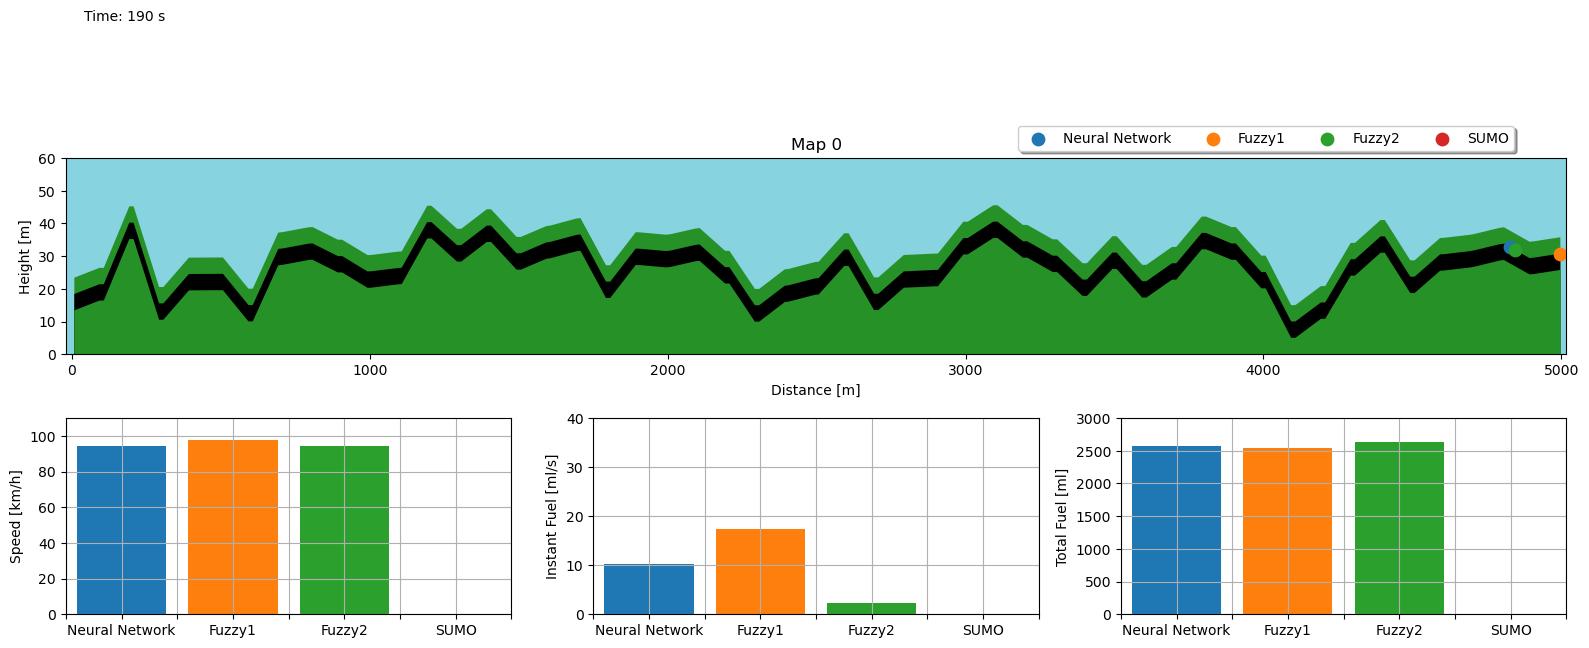 Time: 190 s
Neural Network Fuzzy1 Fuzzy2 SUMO
Map 0
Height [m]
60
50
40
30
20
10
0
0 1000 2000 3000 4000 5000
Distance [m]
Speed [km/h]
100
80
60
40
20
0
Neural Network Fuzzy1 Fuzzy2 SUMO
Instant Fuel [ml/s]
40
30
20
10
0
Neural Network Fuzzy1 Fuzzy2 SUMO
Total Fuel [ml]
3000
2500
2000
1500
1000
500
0
Neural Network Fuzzy1 Fuzzy2 SUMO